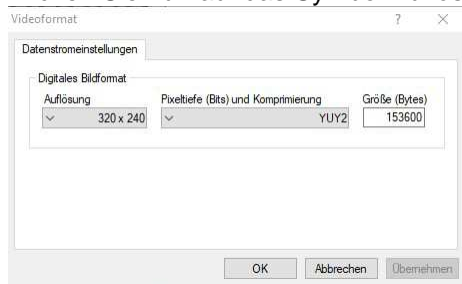 Videoformat ? ×
Datenstromeinstellungen
Digitales Bildformat
Auflösung Pixeltiefe (Bits) und Komprimierung Größe (Bytes)
320 x 240 YUY2 153600
OK Abbrechen Übernehmen